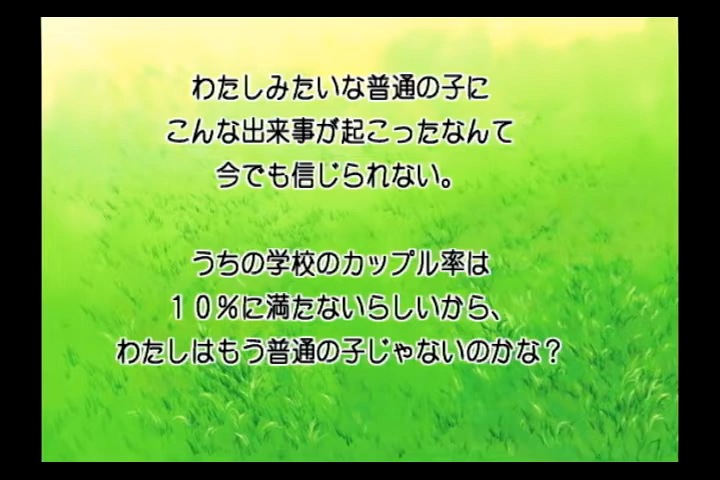 わたしみたいな普通の子に
こんな出来事が起こったなんて
今でも信じられない。
うちの学校のカップル率は
１０％に満たないらしいから、
わたしはもう普通の子じゃないのかな？